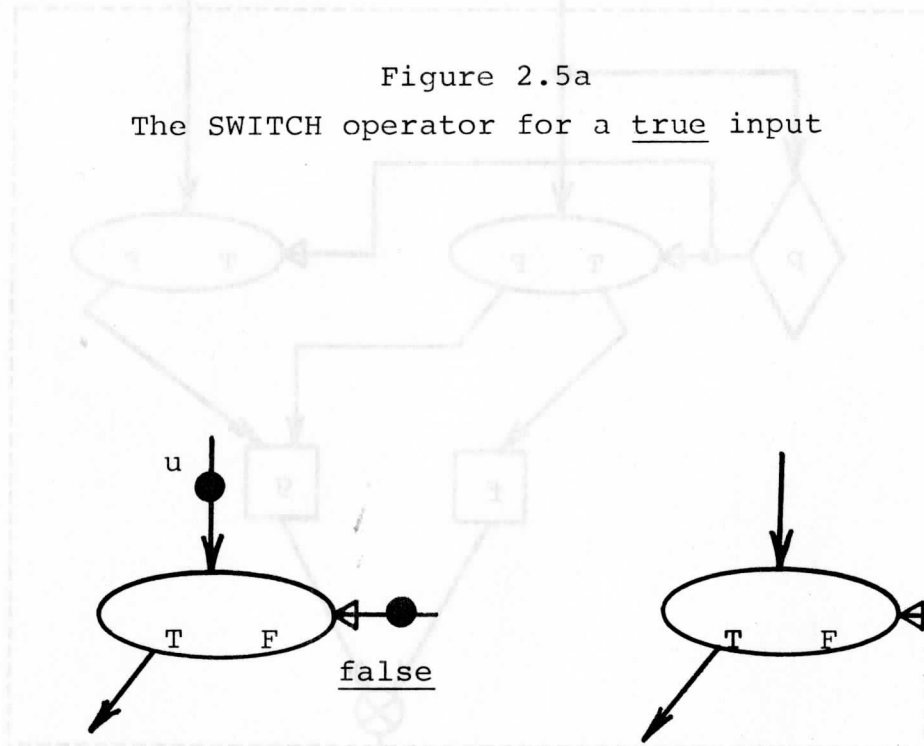 Figure 2.5a
The SWITCH operator for a true input
u
T F
false
T F